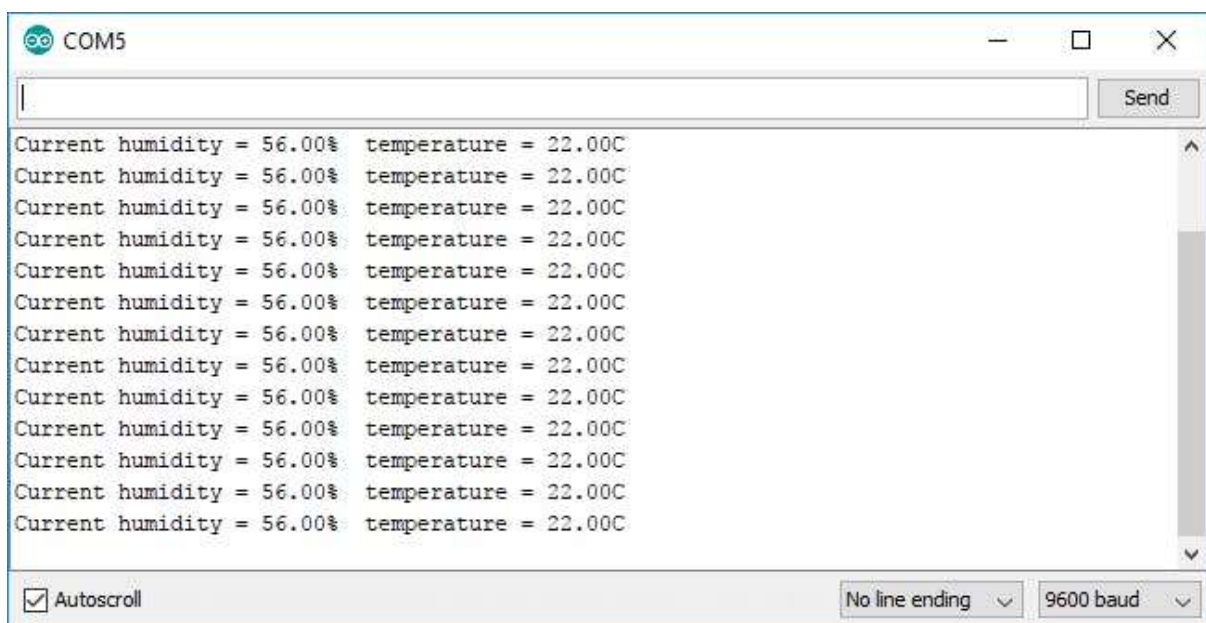 COM5
Send
Current humidity = 56.00%  temperature = 22.00C
Current humidity = 56.00%  temperature = 22.00C
Current humidity = 56.00%  temperature = 22.00C
Current humidity = 56.00%  temperature = 22.00C
Current humidity = 56.00%  temperature = 22.00C
Current humidity = 56.00%  temperature = 22.00C
Current humidity = 56.00%  temperature = 22.00C
Current humidity = 56.00%  temperature = 22.00C
Current humidity = 56.00%  temperature = 22.00C
Current humidity = 56.00%  temperature = 22.00C
Current humidity = 56.00%  temperature = 22.00C
Current humidity = 56.00%  temperature = 22.00C
Current humidity = 56.00%  temperature = 22.00C
Autoscroll No line ending 9600 baud